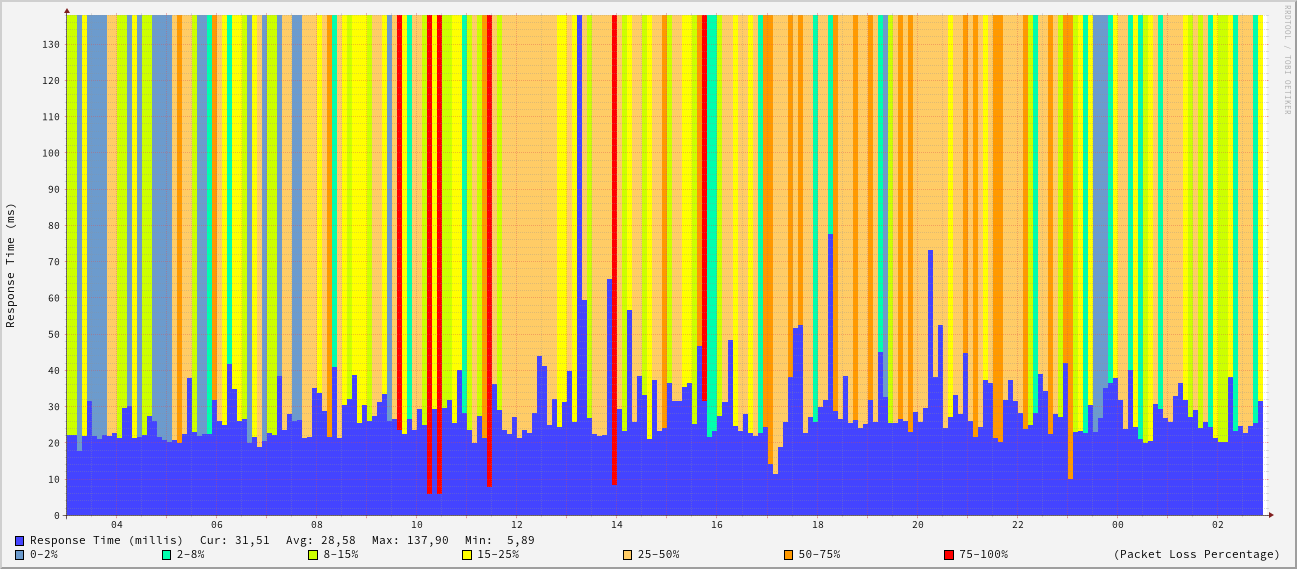 RRDTOOL / TOBI OETIKER
Response Time (ms)
130
120
110
100
90
80
70
60
50
40
30
20
10
0
04 06 08 10 12 14 16 18 20 22 00 02
Response Time (millis) Cur: 31,51 Avg: 28,58 Max: 137,90 Min: 5,89
0-2% 2-8% 8-15% 15-25% 25-50% 50-75% 75-100% (Packet Loss Percentage)